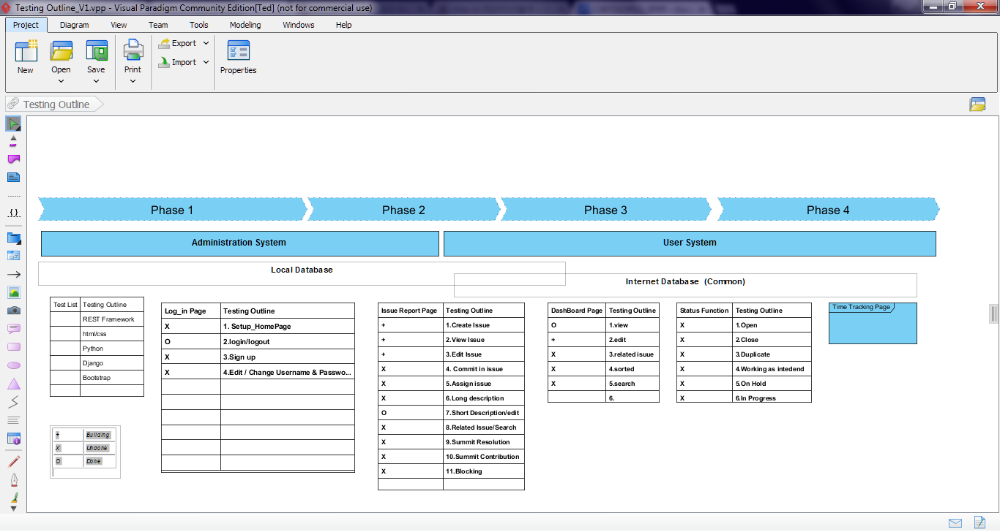 Testing Outline_V1.vpp - Visual Paradigm Community Edition[Ted] (not for commercial use)
Project Diagram View Team Tools Modeling Windows Help
New Open Save Print Export Import Properties
Testing Outline
Phase 1 Phase 2 Phase 3 Phase 4
Administration System User System
Local Database
Internet Database (Common)
Test List Testing Outline
REST Framework
html/css
Python
Django
Bootstrap
+ Building
X Undone
O Done
Log_in Page Testing Outline
X 1. Setup_HomePage
O 2.login/logout
X 3.Sign up
X 4.Edit / Change Username & Passwo...
Issue Report Page Testing Outline
+ 1.Create Issue
+ 2.View Issue
+ 3.Edit Issue
X 4. Commit in issue
X 5.Assign issue
X 6.Long description
O 7.Short Description/edit
X 8.Related Issue/Search
X 9.Summit Resolution
X 10.Summit Contribution
X 11.Blocking
DashBoard Page Testing Outline
O 1.view
+ 2.edit
X 3.related isuue
X 4.sorted
X 5.search
6.
Status Function Testing Outline
X 1.Open
X 2.Close
X 3.Duplicate
X 4.Working as intedend
X 5.On Hold
X 6.In Progress
Time Tracking Page